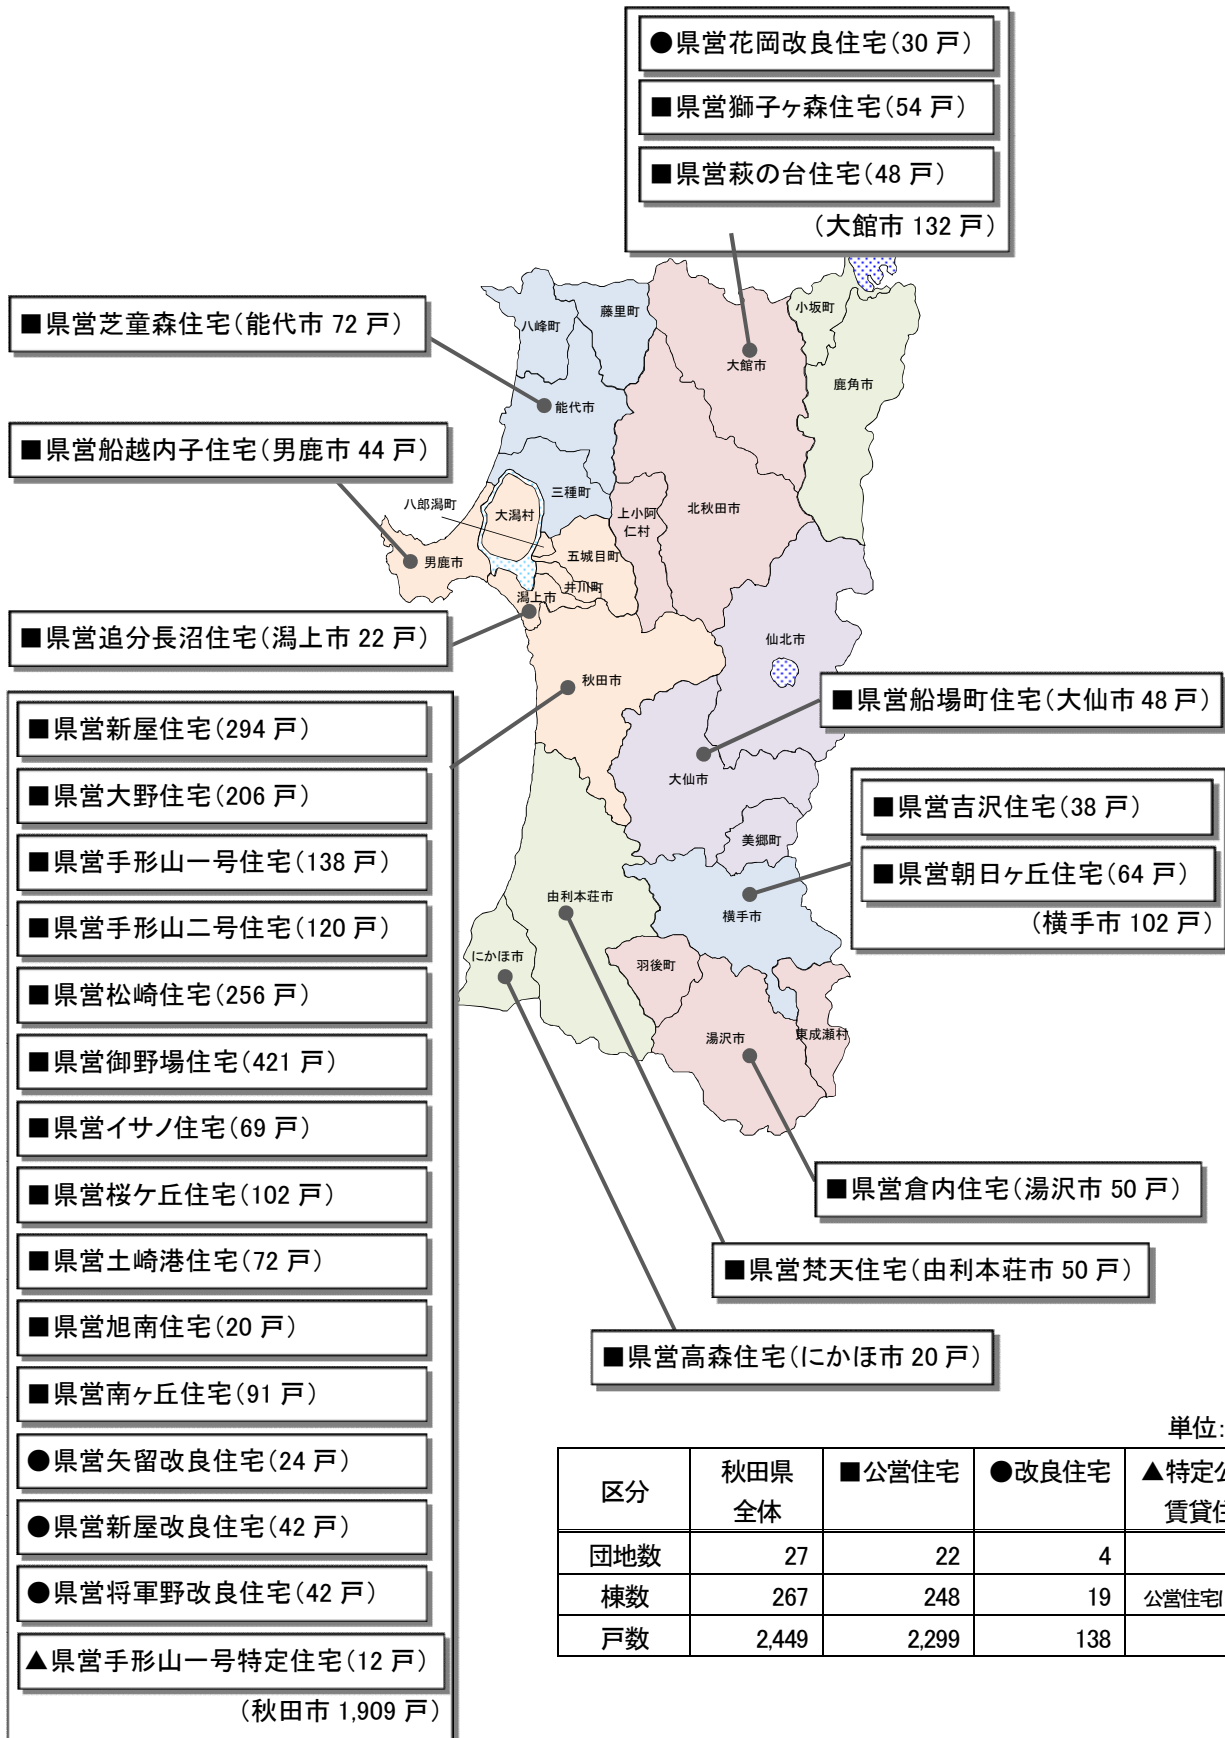 ●県営花岡改良住宅(30 戸)
■県営獅子ヶ森住宅(54 戸)
■県営萩の台住宅(48 戸)
(大館市 132 戸)
■県営芝童森住宅(能代市 72 戸)
■県営船越内子住宅(男鹿市 44 戸)
■県営追分長沼住宅(潟上市 22 戸)
八峰町
藤里町
小坂町
大館市
鹿角市
能代市
三種町
八郎潟町
大潟村
上小阿
仁村
北秋田市
男鹿市
五城目町
井川町
潟上市
仙北市
秋田市
大仙市
美郷町
由利本荘市
横手市
にかほ市
羽後町
湯沢市
東成瀬村
■県営船場町住宅(大仙市 48 戸)
■県営吉沢住宅(38 戸)
■県営朝日ヶ丘住宅(64 戸)
(横手市 102 戸)
■県営新屋住宅(294 戸)
■県営大野住宅(206 戸)
■県営手形山一号住宅(138 戸)
■県営手形山二号住宅(120 戸)
■県営松崎住宅(256 戸)
■県営御野場住宅(421 戸)
■県営イサノ住宅(69 戸)
■県営桜ケ丘住宅(102 戸)
■県営土崎港住宅(72 戸)
■県営旭南住宅(20 戸)
■県営南ヶ丘住宅(91 戸)
●県営矢留改良住宅(24 戸)
●県営新屋改良住宅(42 戸)
●県営将軍野改良住宅(42 戸)
▲県営手形山一号特定住宅(12 戸)
(秋田市 1,909 戸)
■県営倉内住宅(湯沢市 50 戸)
■県営梵天住宅(由利本荘市 50 戸)
■県営高森住宅(にかほ市 20 戸)
単位:
区分 秋田県 ■公営住宅 ●改良住宅 ▲特定公
全体 賃貸住
団地数 27 22 4
棟数 267 248 19 公営住宅に
戸数 2,449 2,299 138